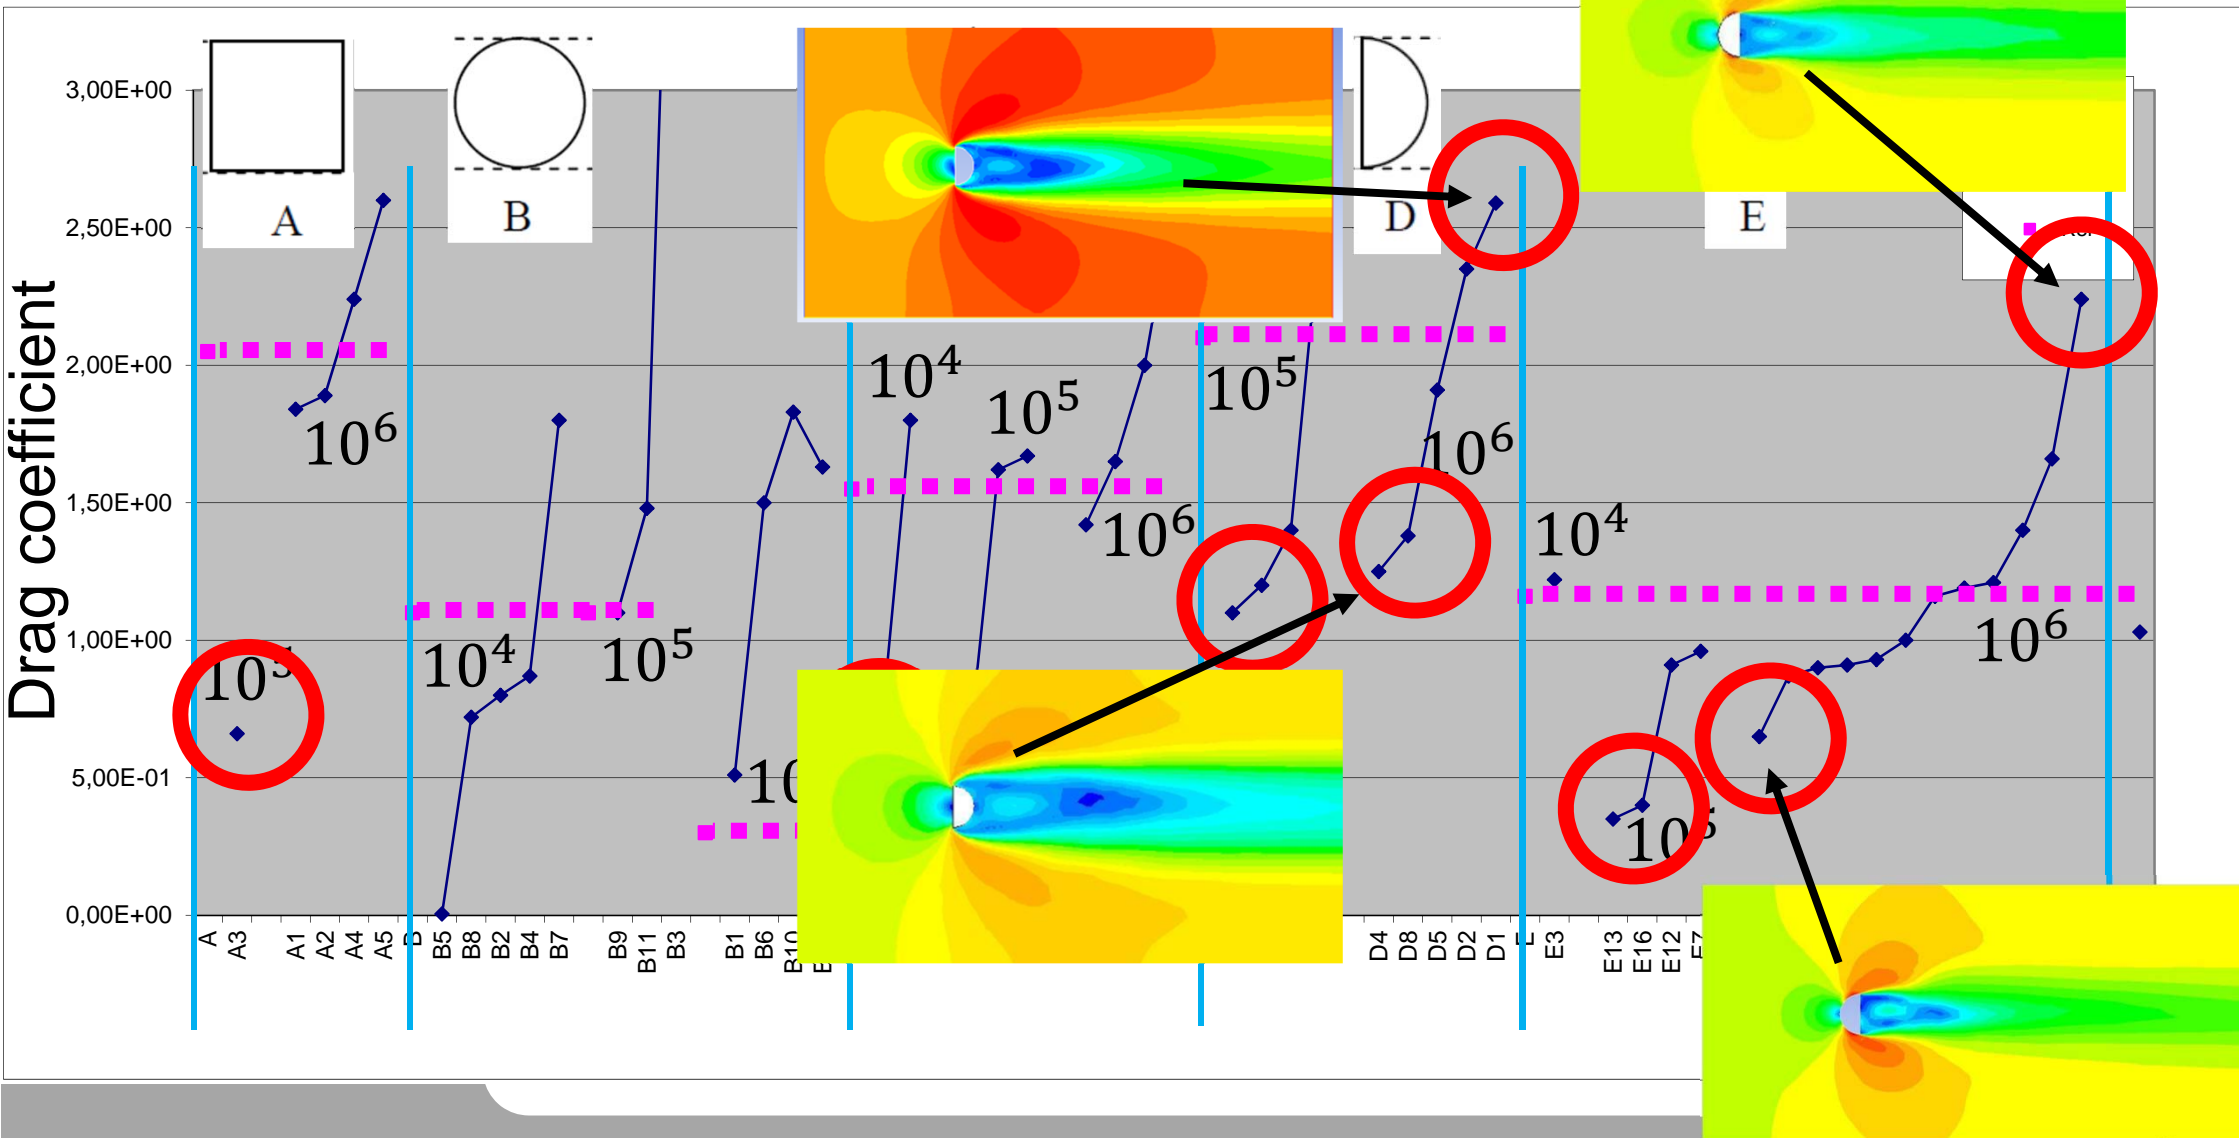 3,00E+00
2,50E+00
2,00E+00
1,50E+00
1,00E+00
5,00E-01
0,00E+00
Drag coefficient
A
B
D
E
10⁶
10⁴
10⁵
10⁴
10⁵
10⁶
10⁵
10⁶
10⁴
10⁵
10⁶
A
A3
A1
A2
A4
A5
B
B5
B8
B2
B4
B7
B9
B11
B3
B1
B6
B10
D4
D8
D5
D2
D1
E3
E13
E16
E12
E7